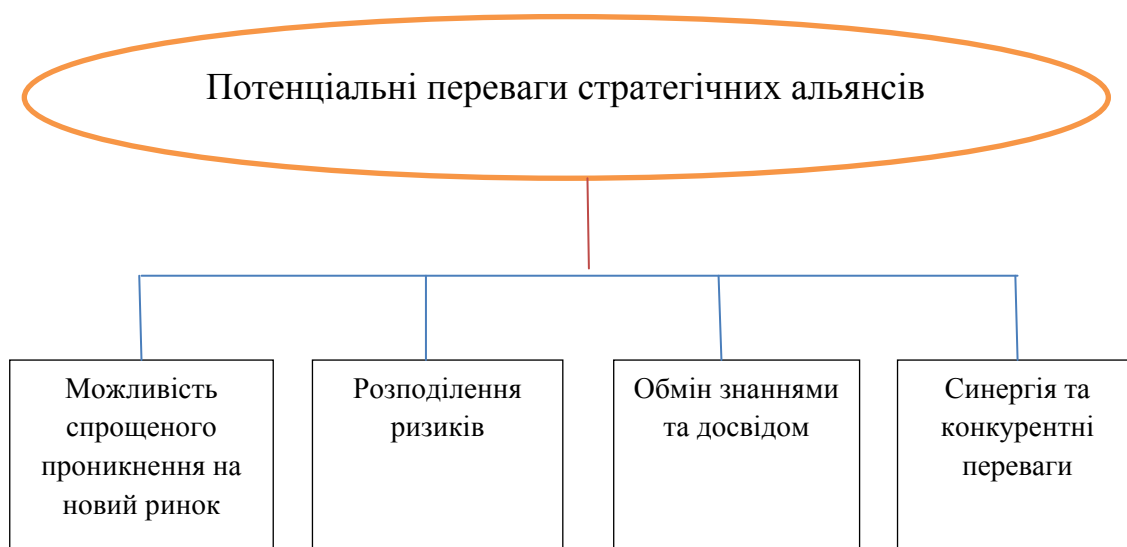 Потенціальні переваги стратегічних альянсів
Можливість
спрощеного
проникнення на
новий ринок
Розподілення
ризиків
Обмін знаннями
та досвідом
Синергія та
конкурентні
переваги